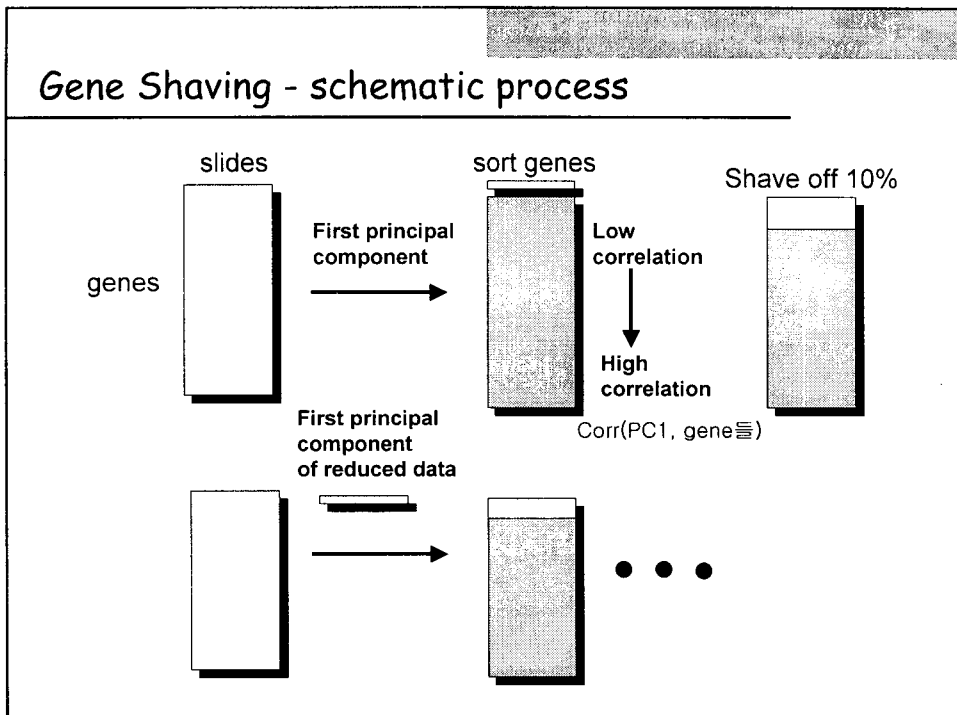 Gene Shaving - schematic process
slides
genes
First principal
component
sort genes
Low
correlation
High
correlation
Corr(PC1, gene들)
Shave off 10%
First principal
component
of reduced data